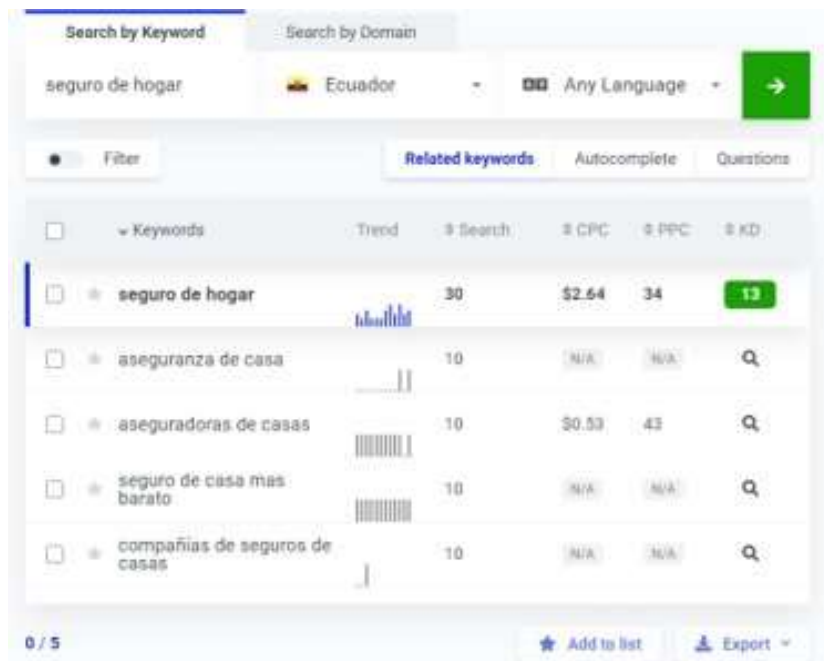 Search by Keyword Search by Domain
seguro de hogar Ecuador Any Language
Filter Related keywords Autocomplete Questions
Keywords Trend Search CPC PPC KD
seguro de hogar 30 $2.64 34 13
aseguranza de casa 10 N/A N/A
aseguradoras de casas 10 $0.53 43
seguro de casa mas
barato 10 N/A N/A
compañias de seguros de
casas 10 N/A N/A
0 / 5 Add to list Export